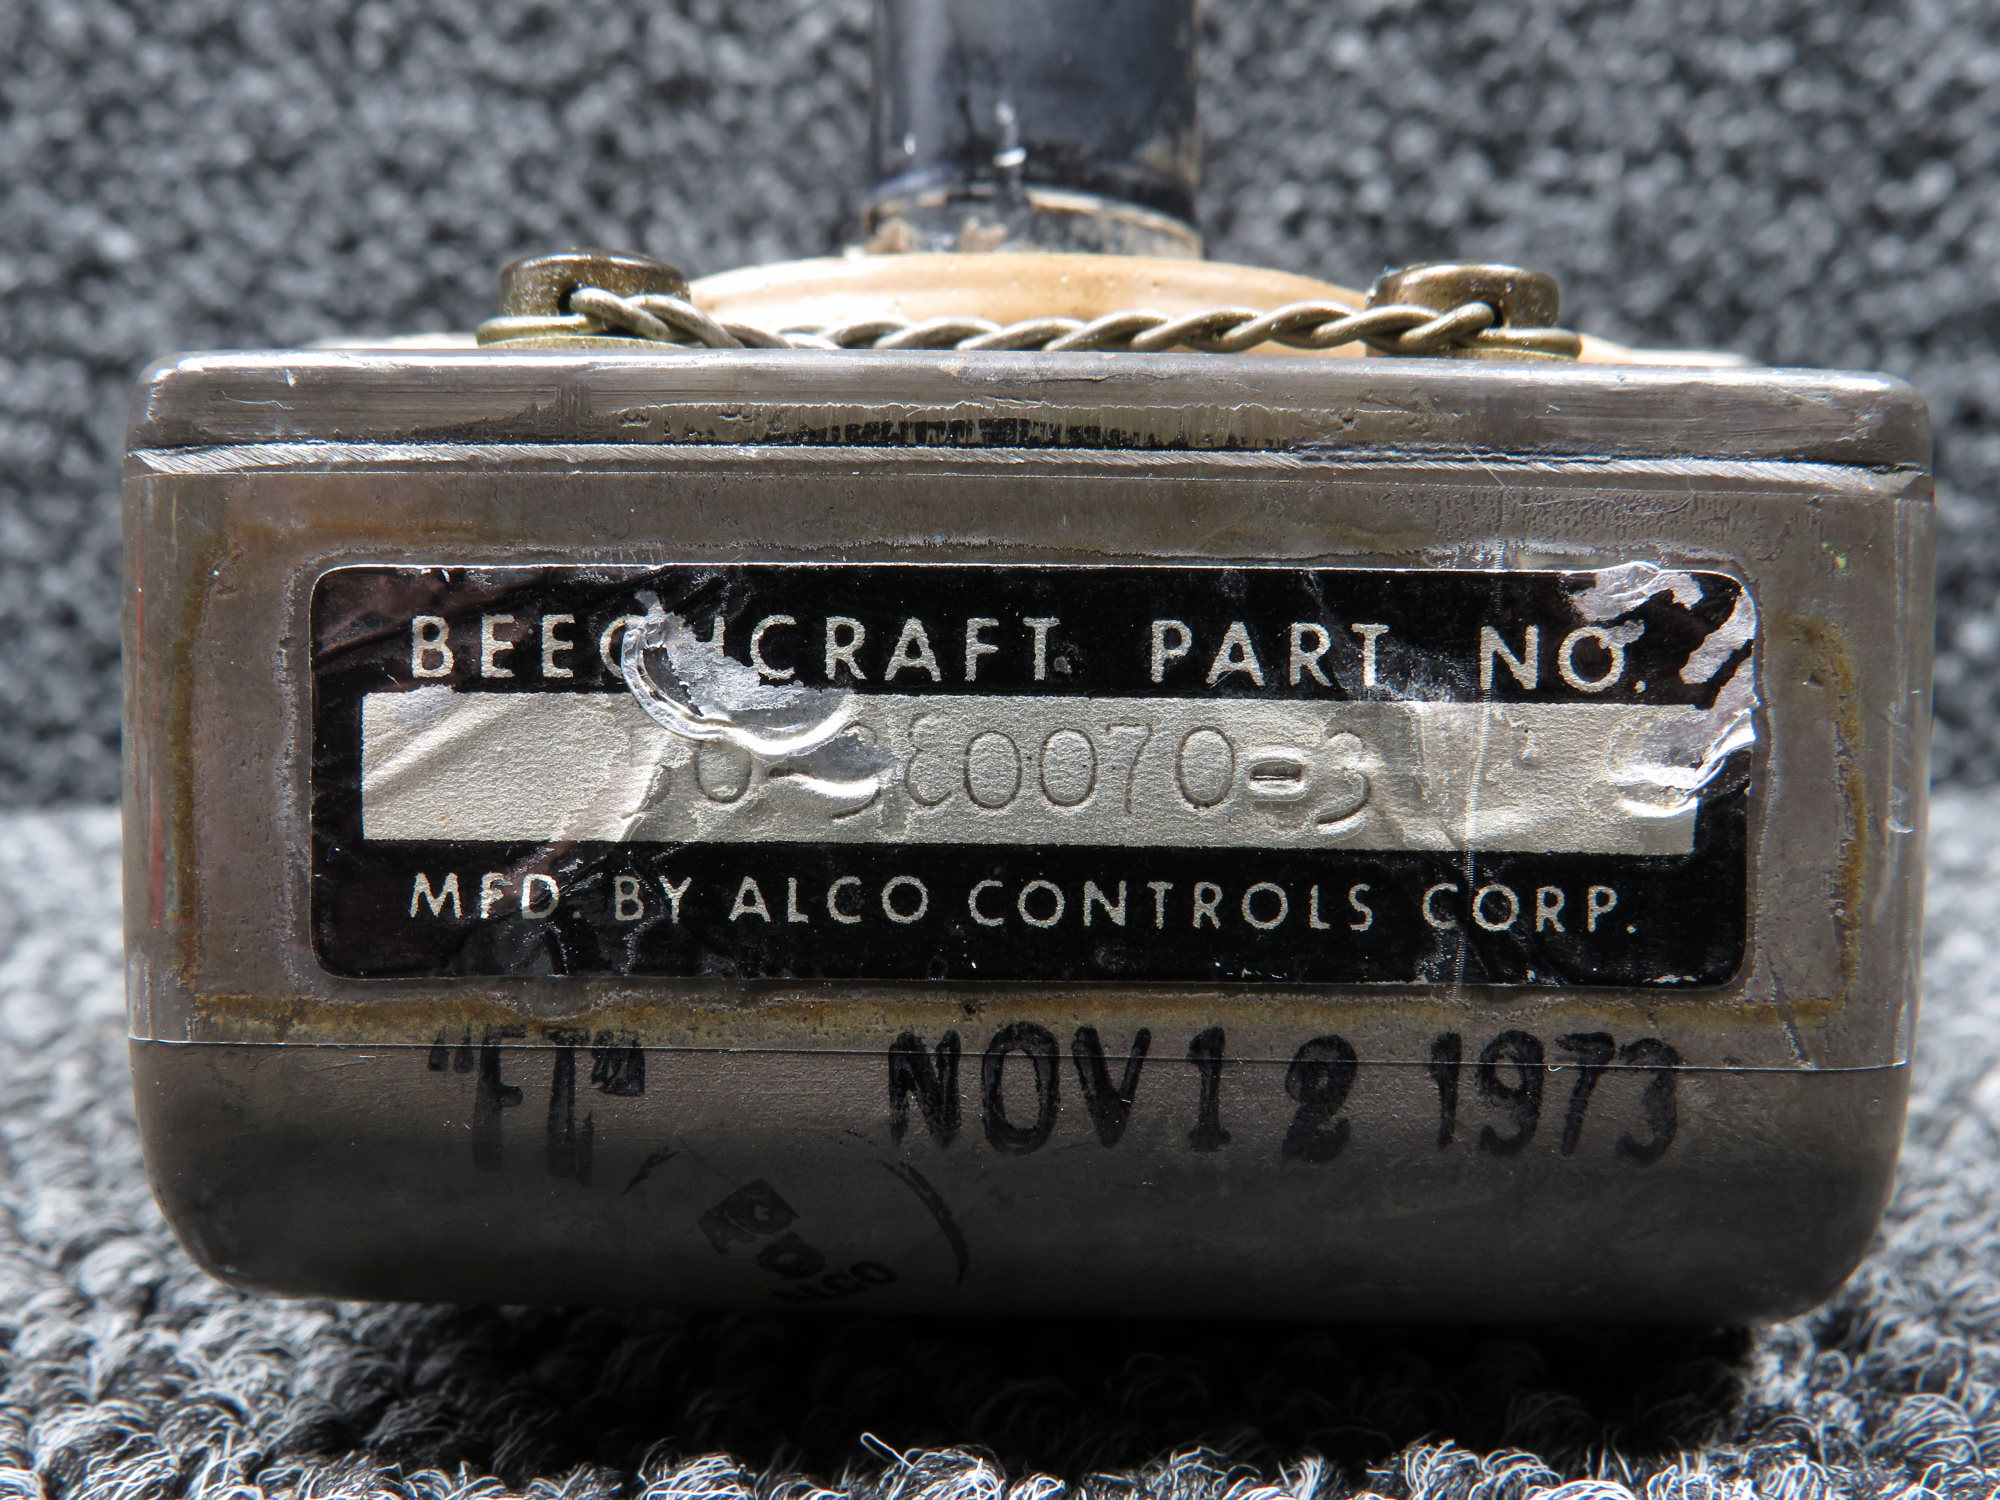 BEECHCRAFT PART NO.
MFD. BY ALCO CONTROLS CORP.
"FL" NOV 12 1973